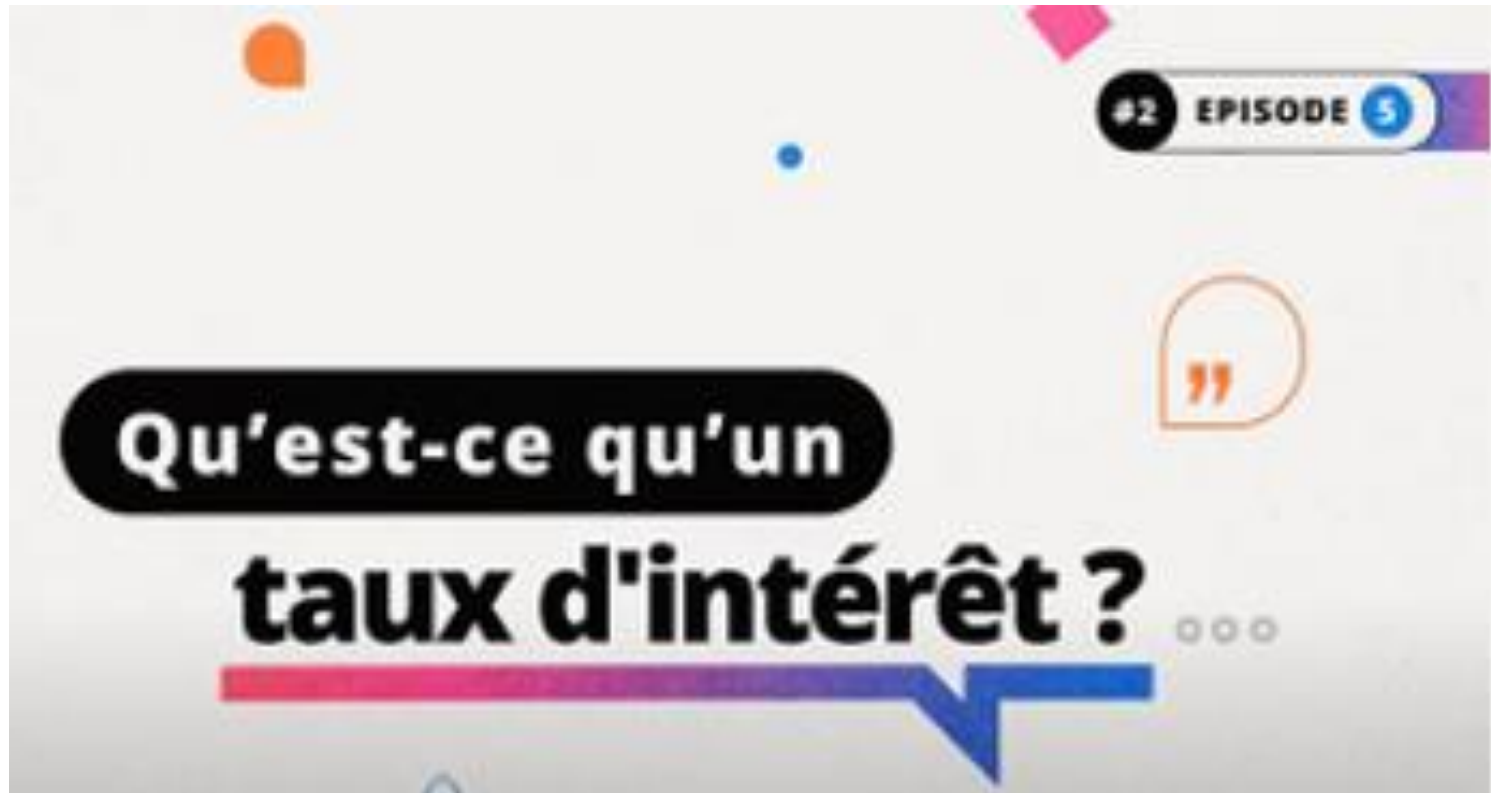 #2 EPISODE 5
”
Qu’est-ce qu’un
taux d'intérêt ?